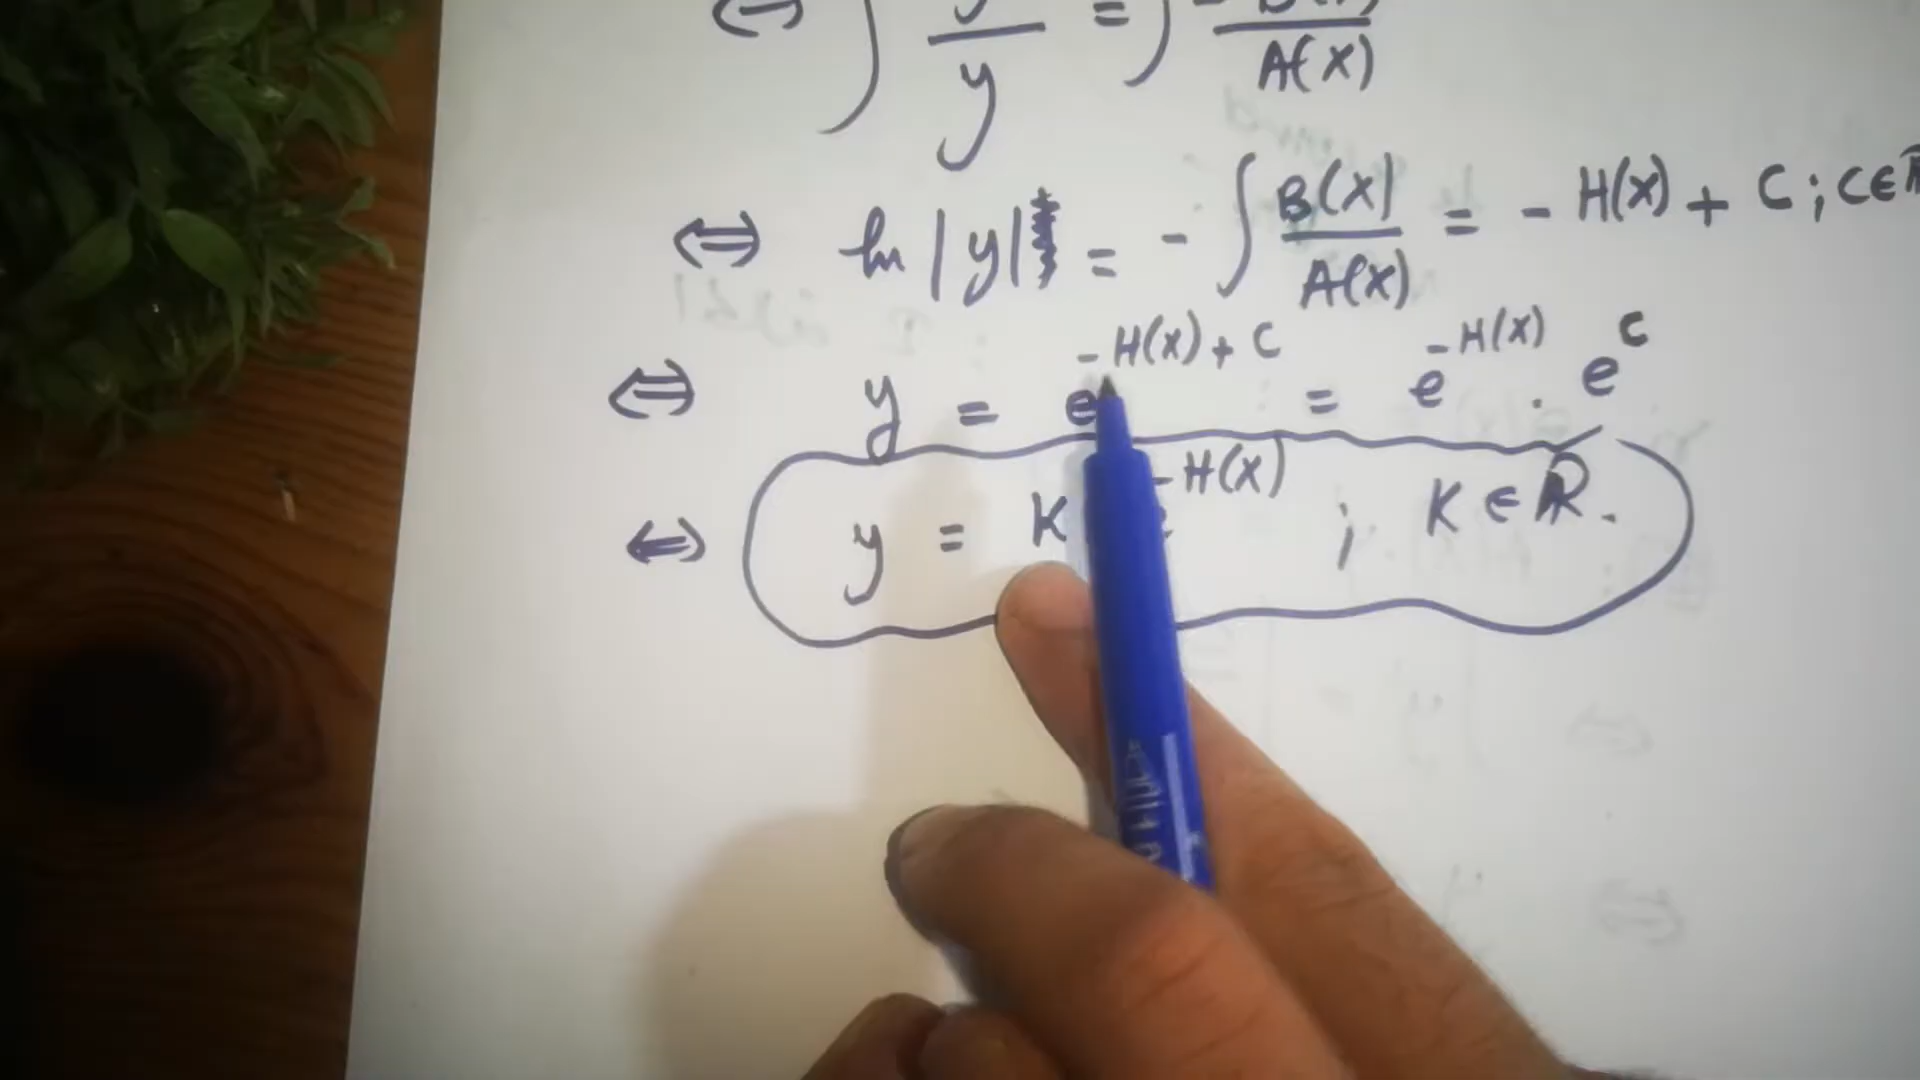 ⇔ ∫ y'/y = ∫ - B(x)/A(x)
⇔ ln |y| = - ∫ B(x)/A(x) = - H(x) + C ; C ∈ ℝ
⇔ y = e^(-H(x) + C) = e^(-H(x)) . e^C
⇔ y = K e^(-H(x)) ; K ∈ ℝ.